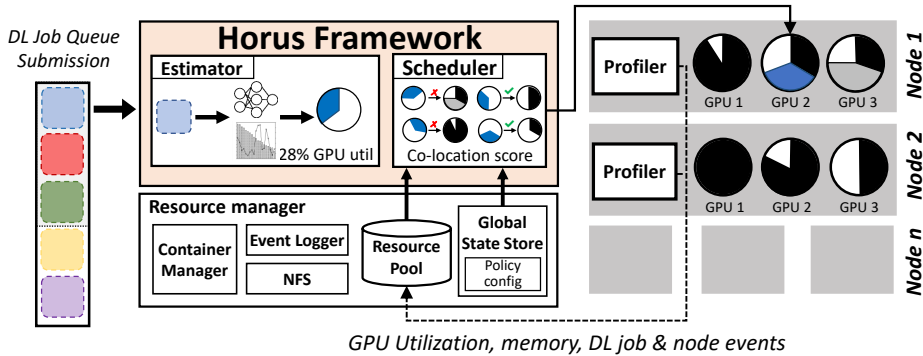 DL Job Queue
Submission
Horus Framework
Estimator
28% GPU util
Scheduler
Co-location score
Resource manager
Container
Manager
Event Logger
NFS
Resource
Pool
Global
State Store
Policy
config
Profiler
GPU 1
GPU 2
GPU 3
Node 1
Profiler
GPU 1
GPU 2
GPU 3
Node 2
Node n
GPU Utilization, memory, DL job & node events